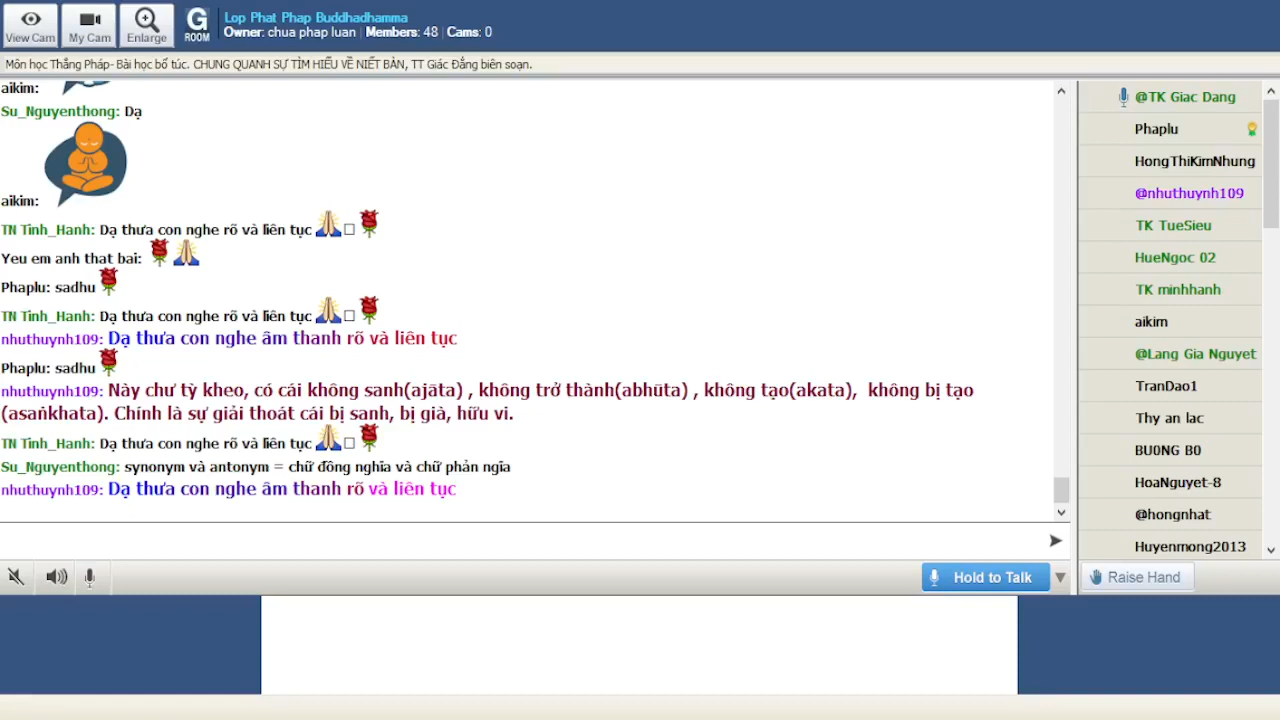 View Cam
My Cam
Enlarge
G
ROOM
Lop Phat Phap Buddhadhamma
Owner: chua phap luan | Members: 48 | Cams: 0
Môn học Thắng Pháp- Bài học bổ túc. CHUNG QUANH SỰ TÌM HIỂU VỀ NIẾT BÀN, TT Giác Đẳng biên soạn.
aikim:
Su_Nguyenthong: Dạ
aikim:
TN Tinh_Hanh: Dạ thưa con nghe rõ và liên tục
Yeu em anh that bai:
Phaplu: sadhu
TN Tinh_Hanh: Dạ thưa con nghe rõ và liên tục
nhuthuynh109: Dạ thưa con nghe âm thanh rõ và liên tục
Phaplu: sadhu
nhuthuynh109: Này chư tỳ kheo, có cái không sanh(ajāta) , không trở thành(abhūta) , không tạo(akata), không bị tạo
(asaṅkhata). Chính là sự giải thoát cái bị sanh, bị già, hữu vi.
TN Tinh_Hanh: Dạ thưa con nghe rõ và liên tục
Su_Nguyenthong: synonym và antonym = chữ đồng nghĩa và chữ phản ngĩa
nhuthuynh109: Dạ thưa con nghe âm thanh rõ và liên tục
Hold to Talk
@TK Giac Dang
Phaplu
HongThiKimNhung
@nhuthuynh109
TK TueSieu
HueNgoc 02
TK minhhanh
aikim
@Lang Gia Nguyet
TranDao1
Thy an lac
BU0NG B0
HoaNguyet-8
@hongnhat
Huyenmong2013
Raise Hand